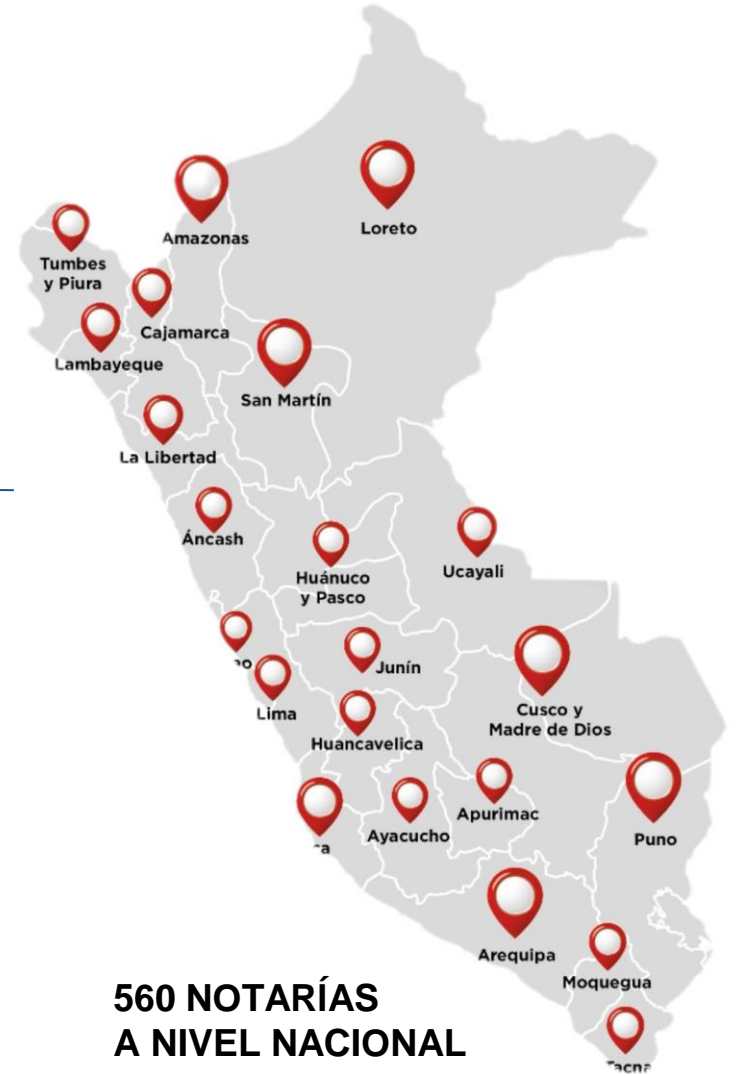 Loreto
Amazonas
Tumbes
y Piura
Cajamarca
Lambayeque
San Martín
La Libertad
Áncash
Huánuco
y Pasco
Ucayali
Junín
Lima
Cusco y
Madre de Dios
Huancavelica
Apurimac
Ayacucho
Puno
Arequipa
Moquegua
Tacna
560 NOTARÍAS
A NIVEL NACIONAL